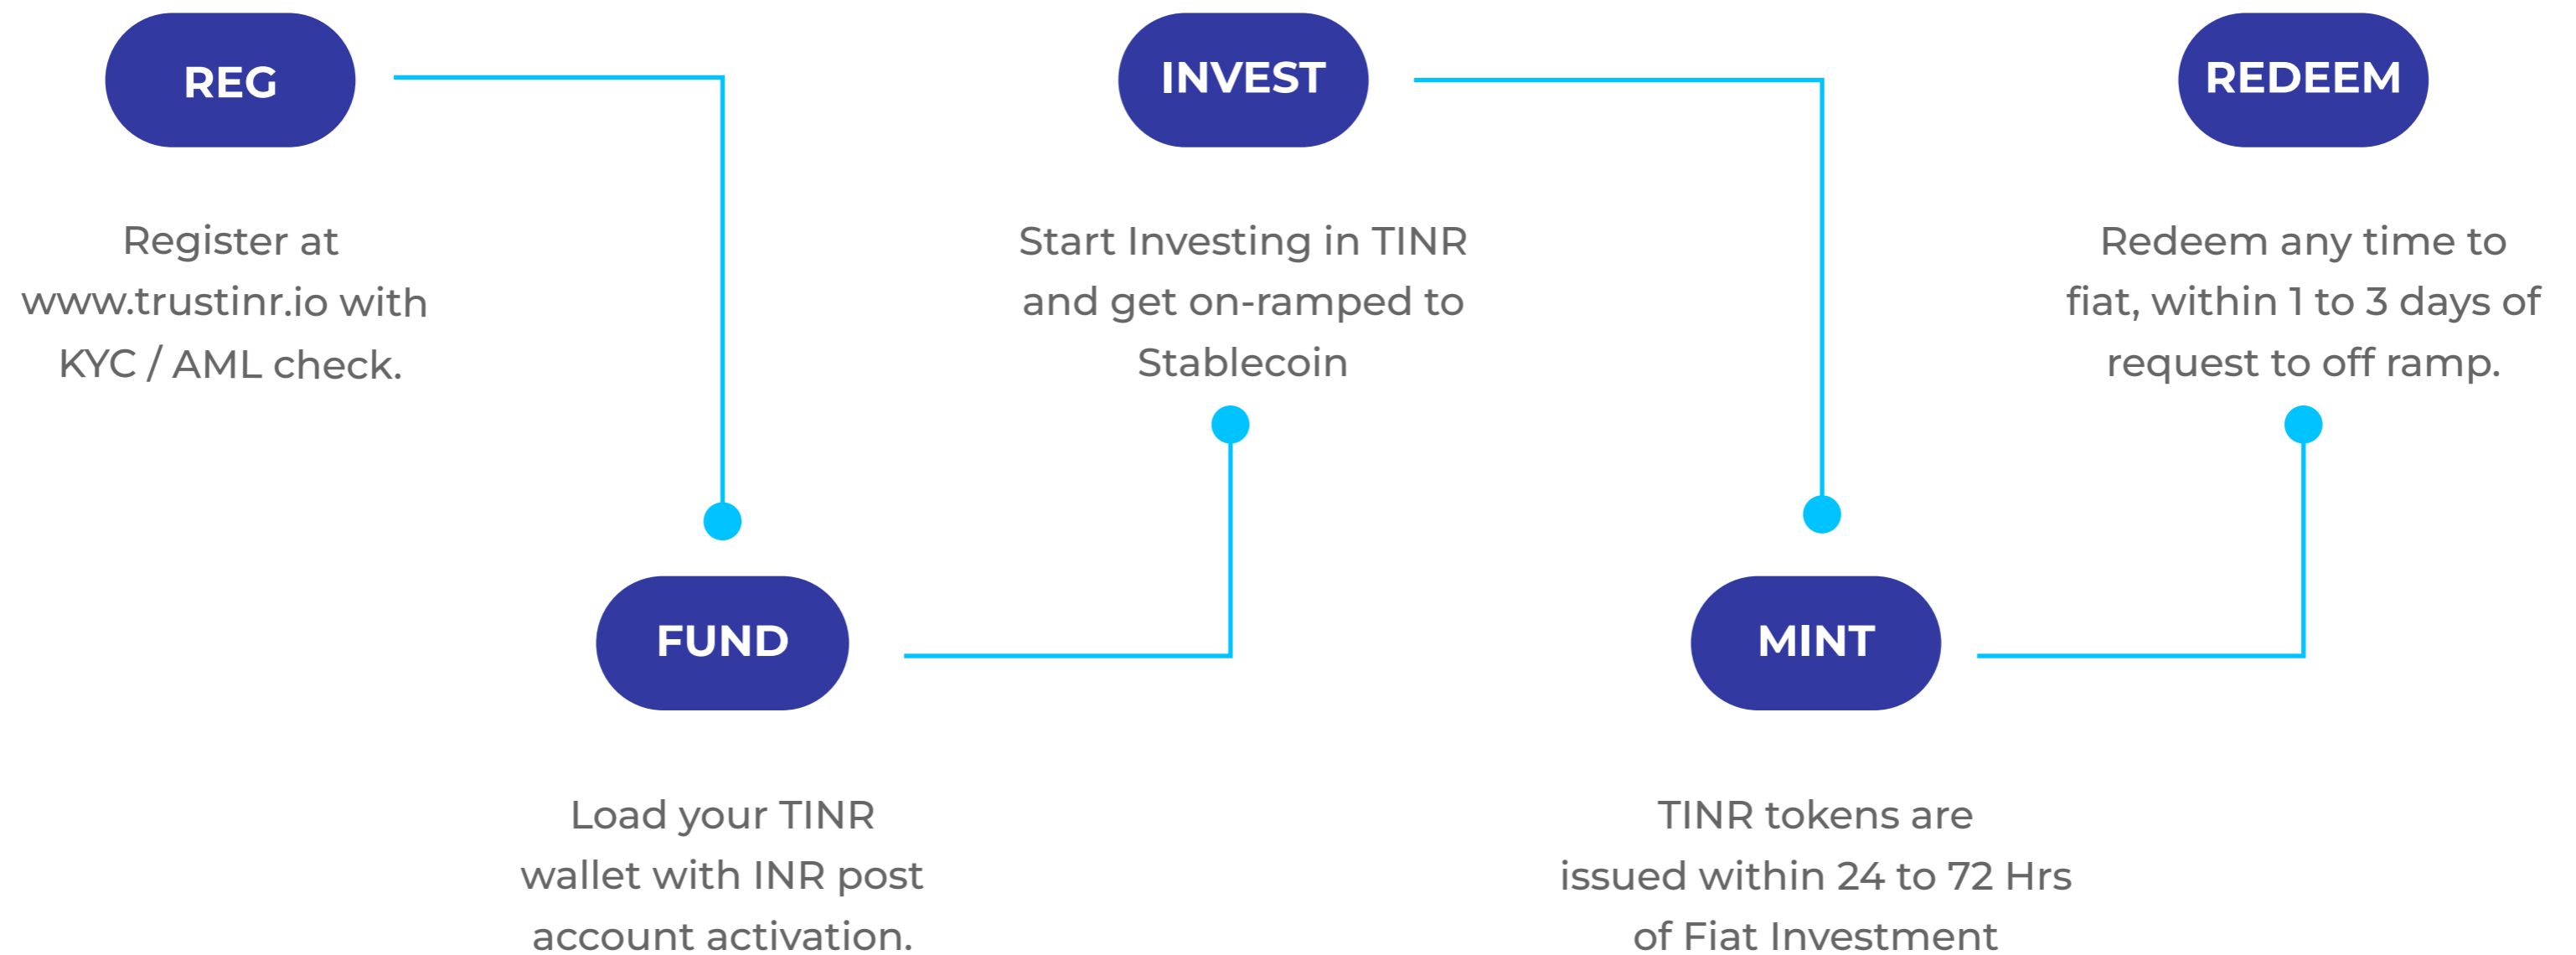 REG
Register at
www.trustinr.io with
KYC / AML check.
FUND
Load your TINR
wallet with INR post
account activation.
INVEST
Start Investing in TINR
and get on-ramped to
Stablecoin
MINT
TINR tokens are
issued within 24 to 72 Hrs
of Fiat Investment
REDEEM
Redeem any time to
fiat, within 1 to 3 days of
request to off ramp.